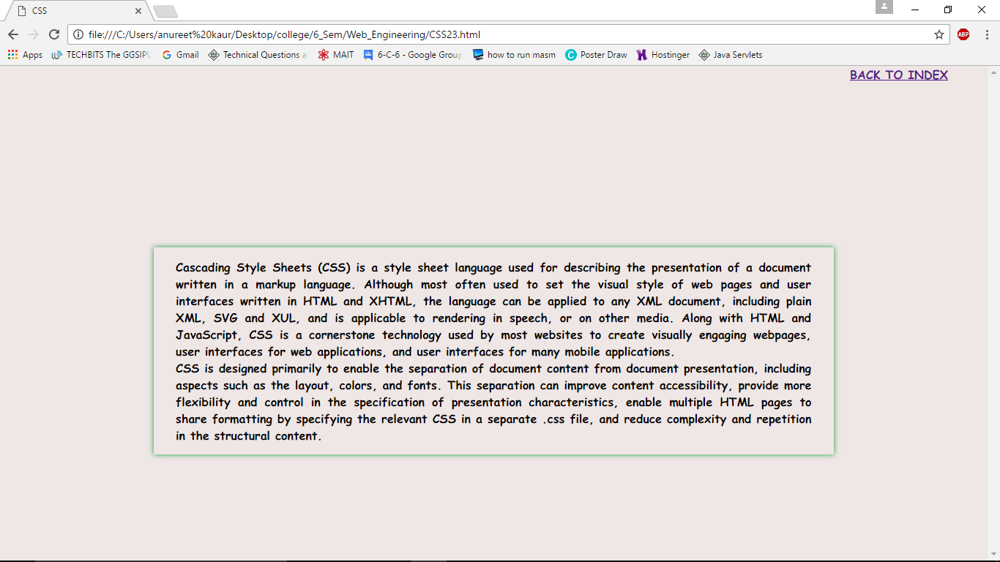 CSS
file:///C:/Users/anureet%20kaur/Desktop/college/6_Sem/Web_Engineering/CSS23.html
ABP
Apps TECHBITS The GGSIPU Gmail Technical Questions a MAIT 6-C-6 - Google Group how to run masm Poster Draw Hostinger Java Servlets
BACK TO INDEX
Cascading Style Sheets (CSS) is a style sheet language used for describing the presentation of a document
written in a markup language. Although most often used to set the visual style of web pages and user
interfaces written in HTML and XHTML, the language can be applied to any XML document, including plain
XML, SVG and XUL, and is applicable to rendering in speech, or on other media. Along with HTML and
JavaScript, CSS is a cornerstone technology used by most websites to create visually engaging webpages,
user interfaces for web applications, and user interfaces for many mobile applications.
CSS is designed primarily to enable the separation of document content from document presentation, including
aspects such as the layout, colors, and fonts. This separation can improve content accessibility, provide more
flexibility and control in the specification of presentation characteristics, enable multiple HTML pages to
share formatting by specifying the relevant CSS in a separate .css file, and reduce complexity and repetition
in the structural content.